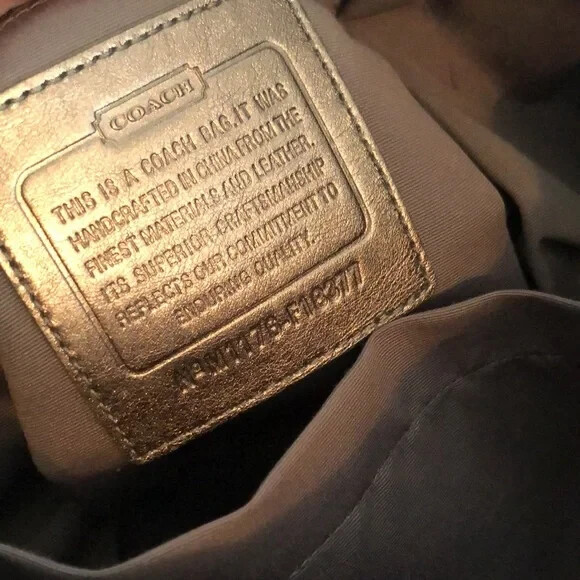 COACH
THIS IS A COACH BAG.IT WAS
HANDCRAFTED IN CHINA FROM THE
FINEST MATERIALS AND LEATHER.
ITS SUPERIOR CRAFTSMANSHIP
REFLECTS OUR COMMITMENT TO
ENDURING QUALITY.